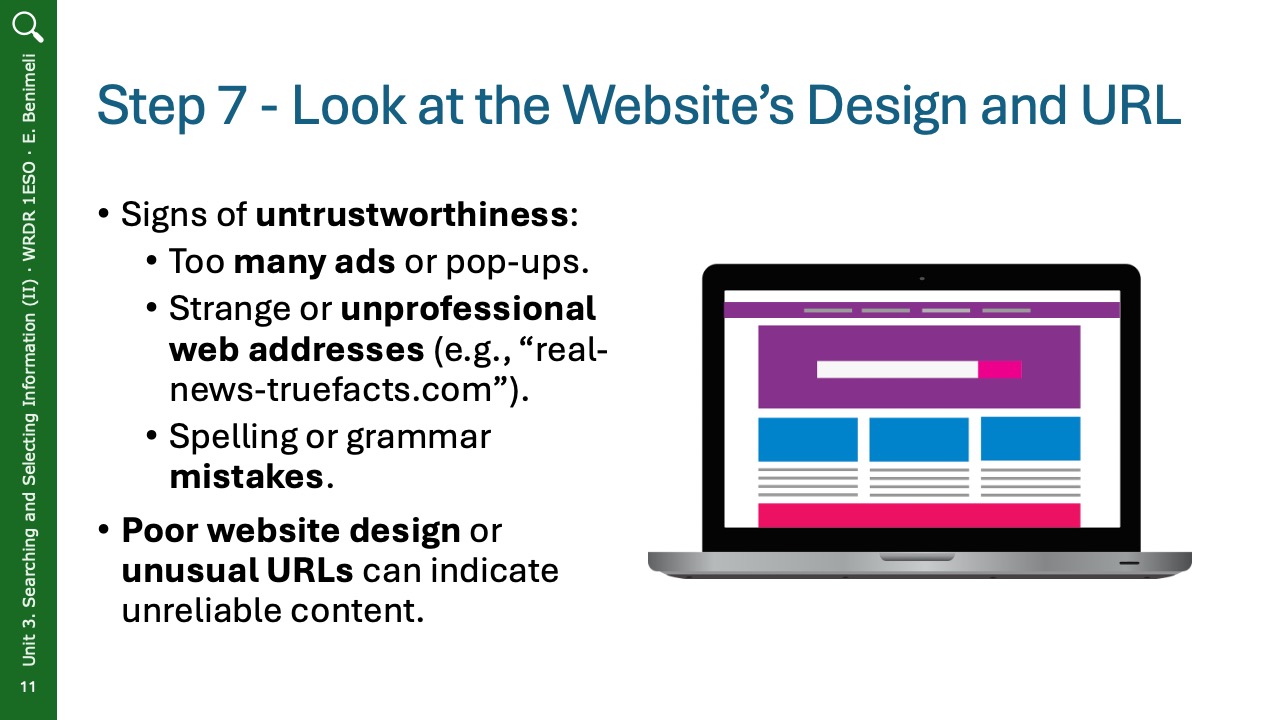 Step 7 - Look at the Website’s Design and URL
• Signs of untrustworthiness:
• Too many ads or pop-ups.
• Strange or unprofessional
web addresses (e.g., “real-
news-truefacts.com”).
• Spelling or grammar
mistakes.
• Poor website design or
unusual URLs can indicate
unreliable content.
Unit 3. Searching and Selecting Information (II) · WRDR 1ESO · E. Benimeli
11